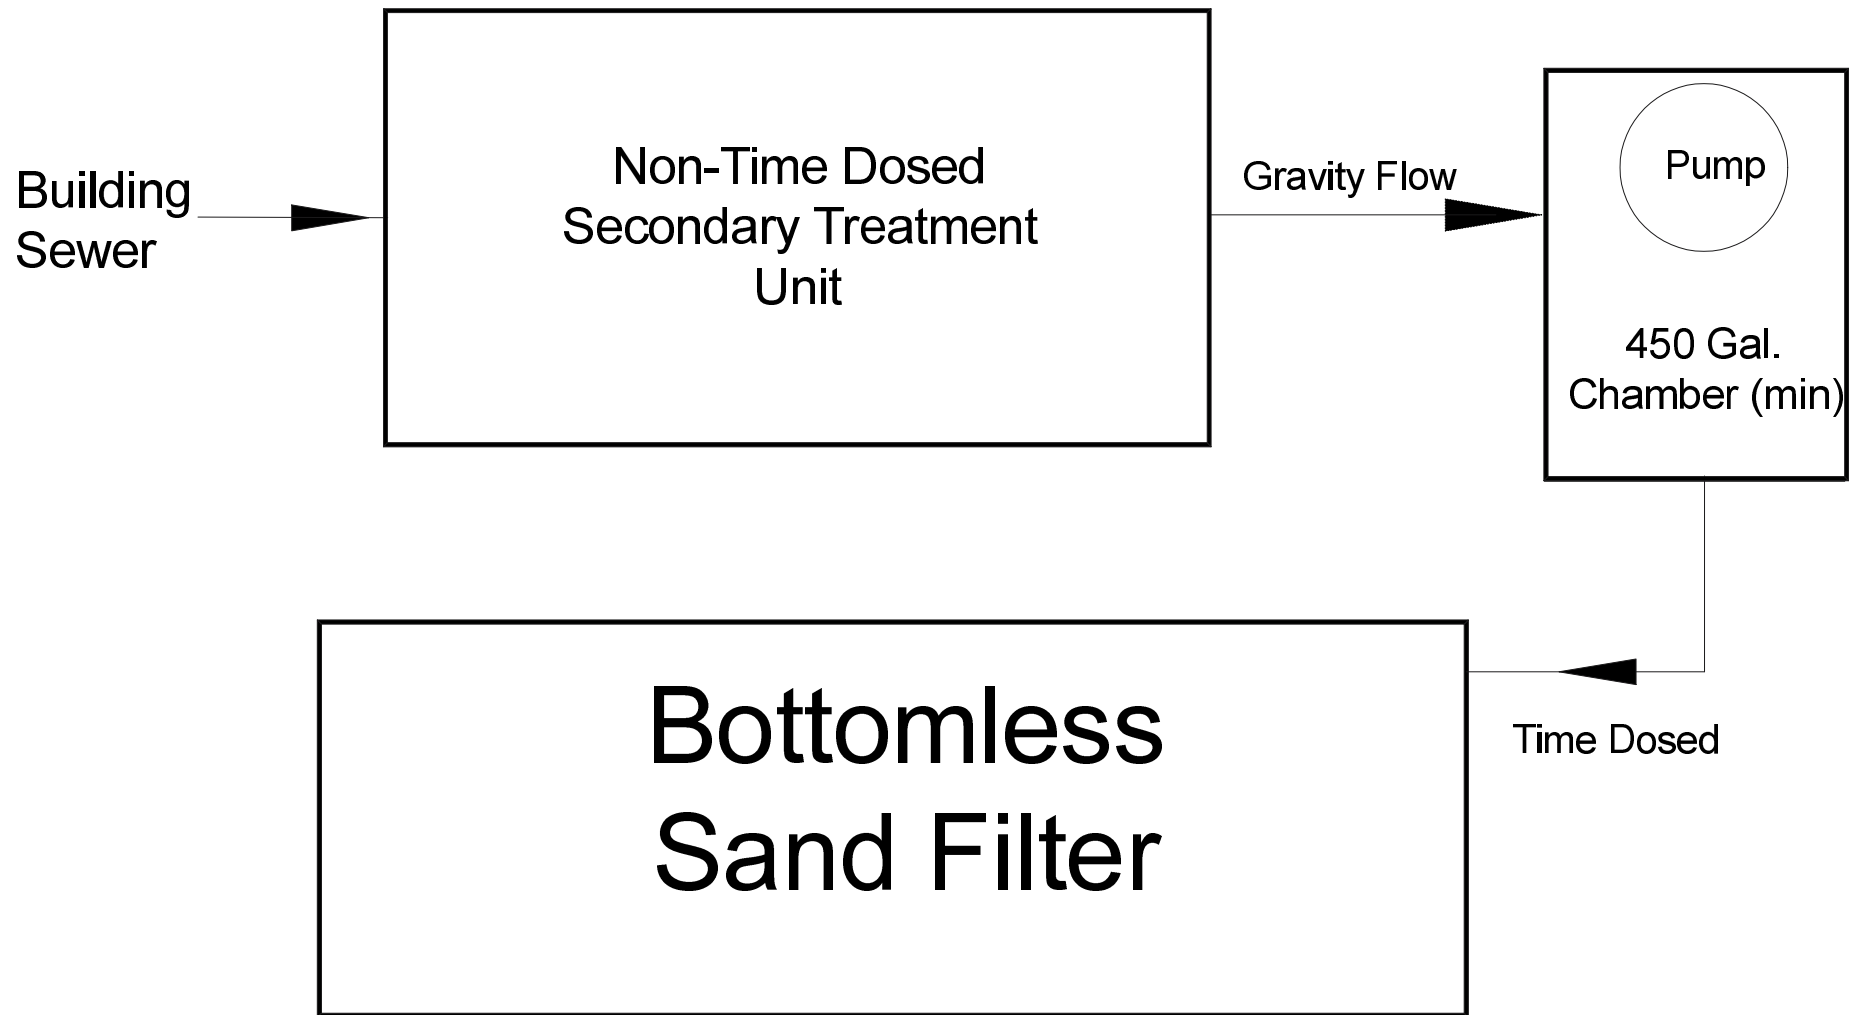 Building
Sewer
Non-Time Dosed
Secondary Treatment
Unit
Gravity Flow
Pump
450 Gal.
Chamber (min)
Time Dosed
Bottomless
Sand Filter